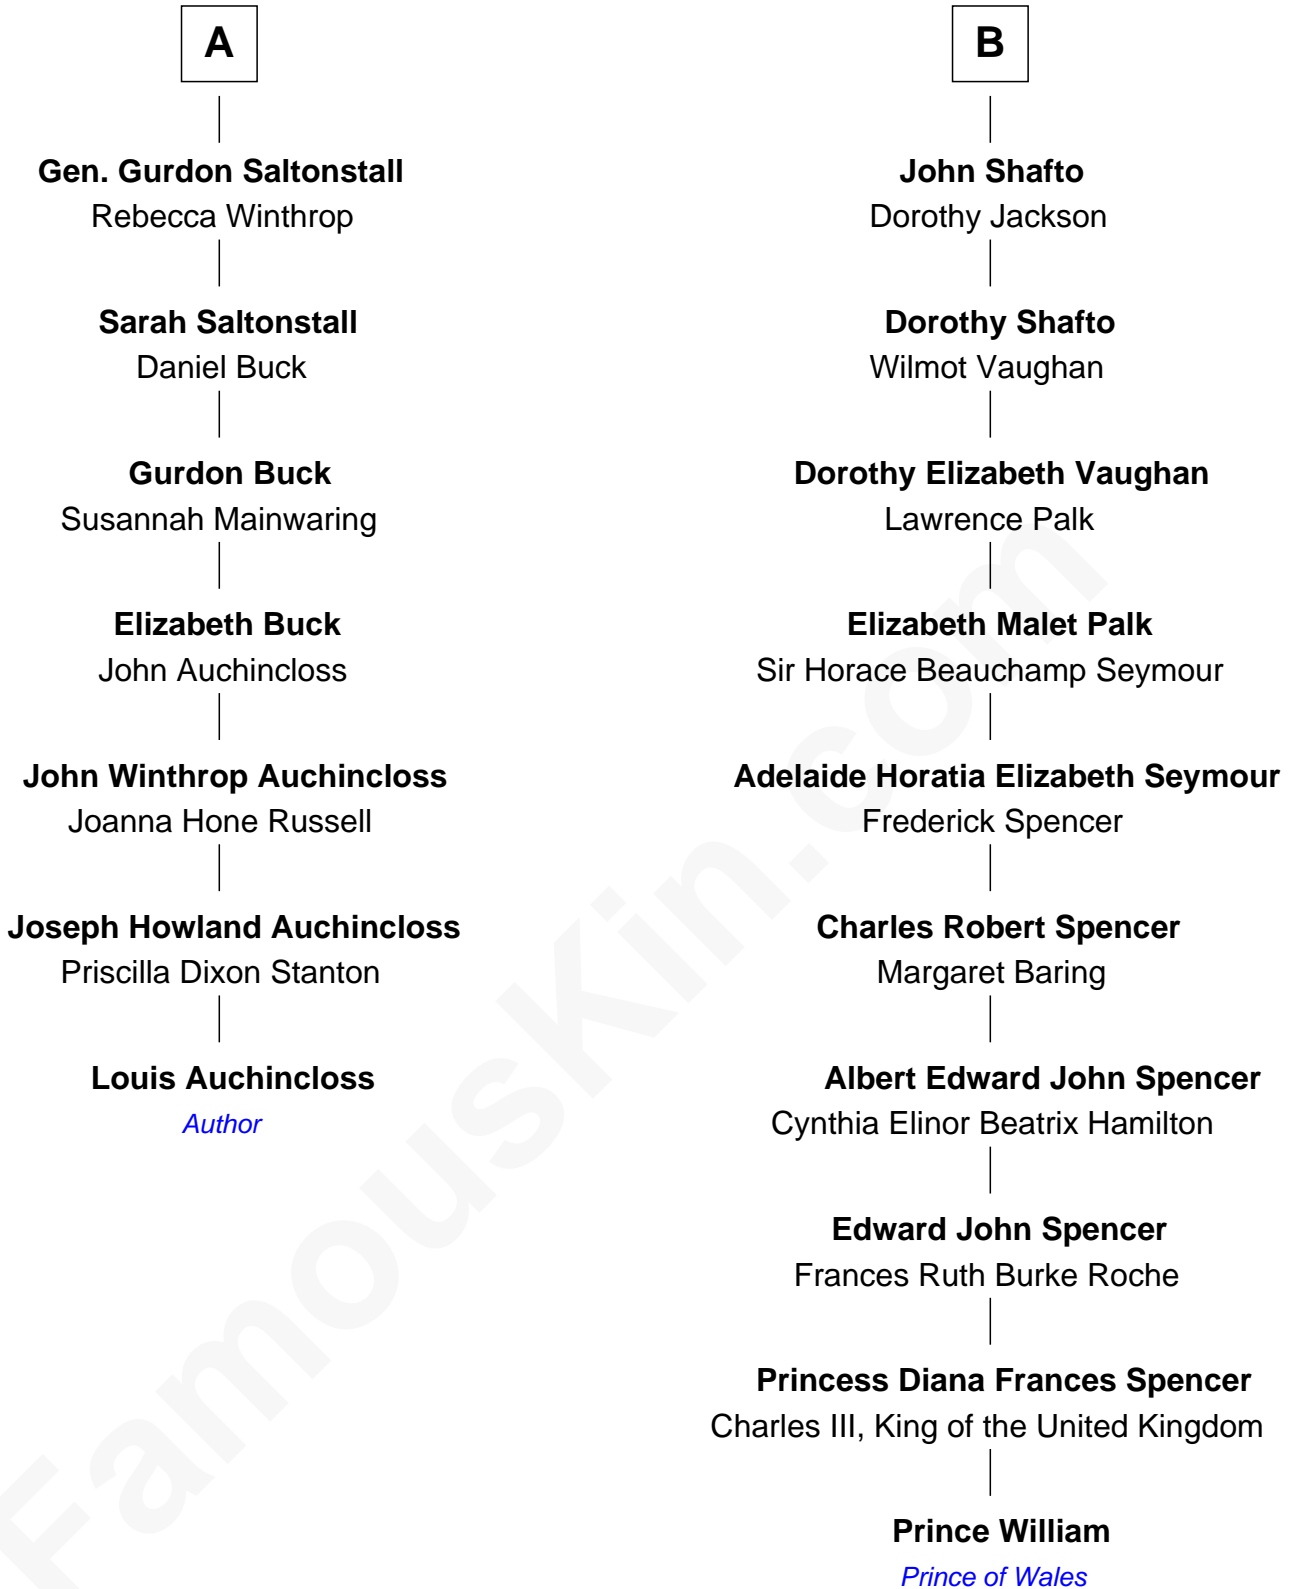 A
Gen. Gurdon Saltonstall
Rebecca Winthrop
Sarah Saltonstall
Daniel Buck
Gurdon Buck
Susannah Mainwaring
Elizabeth Buck
John Auchincloss
John Winthrop Auchincloss
Joanna Hone Russell
Joseph Howland Auchincloss
Priscilla Dixon Stanton
Louis Auchincloss
Author
B
John Shafto
Dorothy Jackson
Dorothy Shafto
Wilmot Vaughan
Dorothy Elizabeth Vaughan
Lawrence Palk
Elizabeth Malet Palk
Sir Horace Beauchamp Seymour
Adelaide Horatia Elizabeth Seymour
Frederick Spencer
Charles Robert Spencer
Margaret Baring
Albert Edward John Spencer
Cynthia Elinor Beatrix Hamilton
Edward John Spencer
Frances Ruth Burke Roche
Princess Diana Frances Spencer
Charles III, King of the United Kingdom
Prince William
Prince of Wales
FamousKin.com